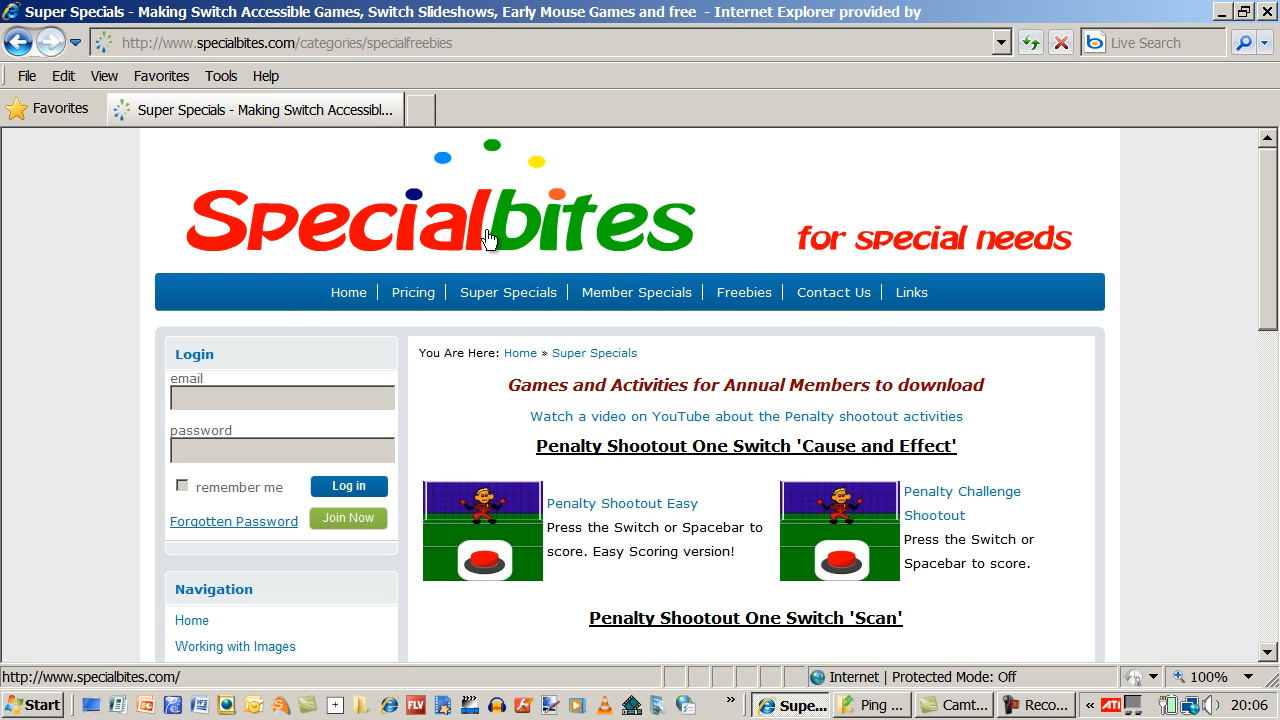 Super Specials - Making Switch Accessible Games, Switch Slideshows, Early Mouse Games and free - Internet Explorer provided by
http://www.specialbites.com/categories/specialfreebies
Live Search
File Edit View Favorites Tools Help
Favorites
Super Specials - Making Switch Accessibl...
Specialbites
for special needs
Home Pricing Super Specials Member Specials Freebies Contact Us Links
Login
email
password
remember me
Log in
Forgotten Password
Join Now
Navigation
Home
Working with Images
You Are Here: Home » Super Specials
Games and Activities for Annual Members to download
Watch a video on YouTube about the Penalty shootout activities
Penalty Shootout One Switch 'Cause and Effect'
Penalty Shootout Easy
Press the Switch or Spacebar to
score. Easy Scoring version!
Penalty Challenge
Shootout
Press the Switch or
Spacebar to score.
Penalty Shootout One Switch 'Scan'
http://www.specialbites.com/
Internet | Protected Mode: Off
100%
Start
FLV
Supe...
Ping ...
Camt...
Reco...
ATI
20:06